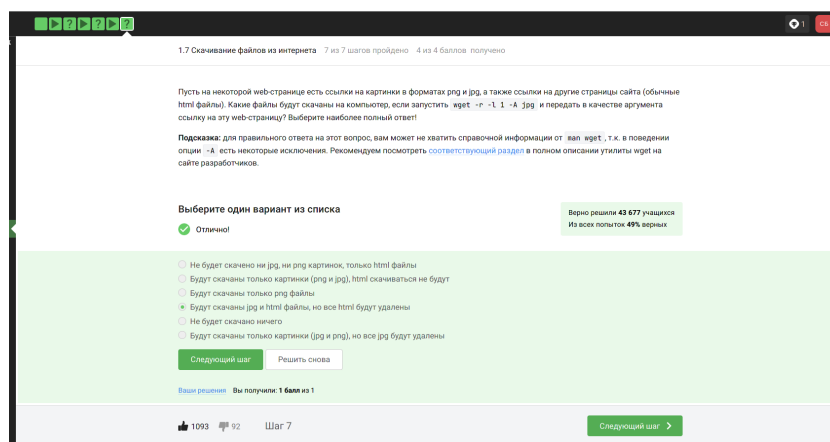 ? ? ?
1
СБ
1.7 Скачивание файлов из интернета 7 из 7 шагов пройдено 4 из 4 баллов получено
Пусть на некоторой web-странице есть ссылки на картинки в форматах png и jpg, а также ссылки на другие страницы сайта (обычные
html файлы). Какие файлы будут скачаны на компьютер, если запустить wget -r -l 1 -A jpg и передать в качестве аргумента
ссылку на эту web-страницу? Выберите наиболее полный ответ!
Подсказка: для правильного ответа на этот вопрос, вам может не хватить справочной информации от man wget, т.к. в поведении
опции -A есть некоторые исключения. Рекомендуем посмотреть соответствующий раздел в полном описании утилиты wget на
сайте разработчиков.
Выберите один вариант из списка
Отлично!
Верно решили 43 677 учащихся
Из всех попыток 49% верных
Не будет скачено ни jpg, ни png картинок, только html файлы
Будут скачаны только картинки (png и jpg), html скачиваться не будут
Будут скачаны только png файлы
Будут скачаны jpg и html файлы, но все html будут удалены
Не будет скачано ничего
Будут скачаны только картинки (jpg и png), но все jpg будут удалены
Следующий шаг Решить снова
Ваши решения Вы получили: 1 балл из 1
1093 92 Шаг 7 Следующий шаг